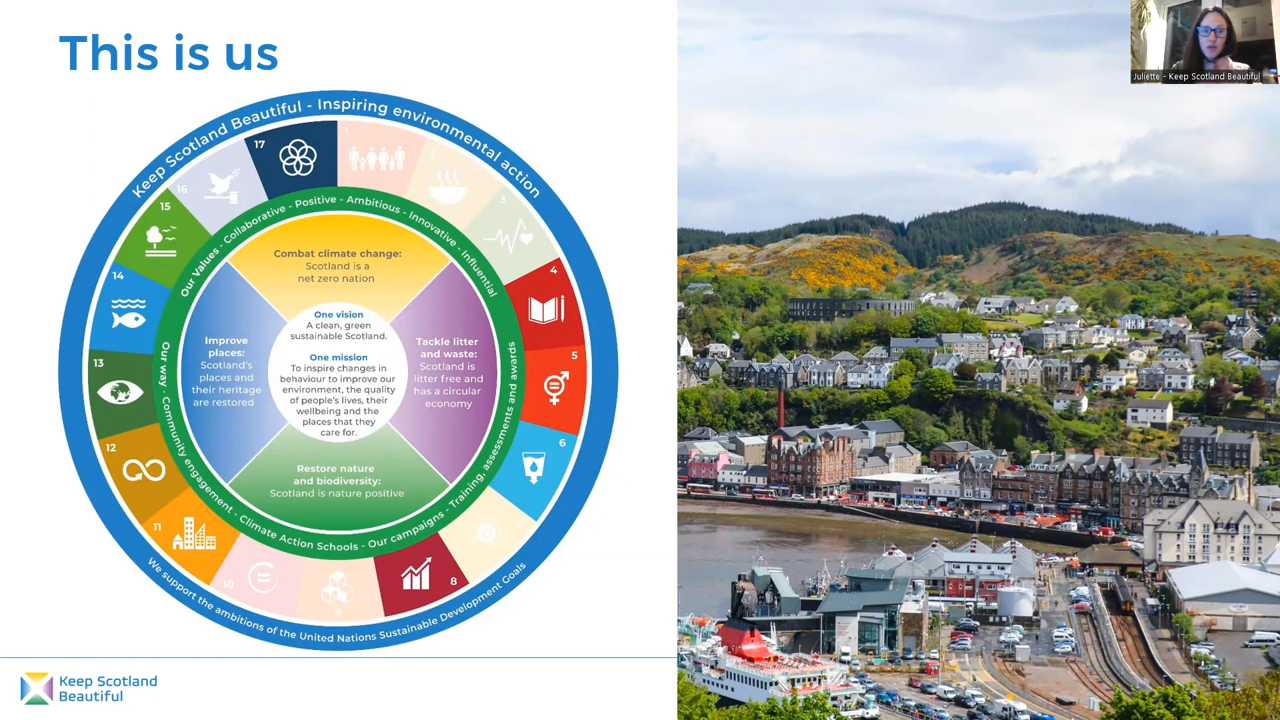 This is us
Juliette - Keep Scotland Beautiful
Keep Scotland Beautiful - Inspiring environmental action
17
1
2
3
4
5
6
8
9
10
11
12
13
14
15
16
Our Values - Collaborative - Positive - Ambitious - Innovative - Influential
Combat climate change:
Scotland is a
net zero nation
Improve
places:
Scotland's
places and
their heritage
are restored
One vision
A clean, green
sustainable Scotland.
One mission
To inspire changes in
behaviour to improve our
environment, the quality
of people's lives, their
wellbeing and the
places that they
care for.
Tackle litter
and waste:
Scotland is
litter free and
has a circular
economy
Restore nature
and biodiversity:
Scotland is nature positive
Our way - Community engagement - Climate Action Schools - Our campaigns - Training, assessments and awards
We support the ambitions of the United Nations Sustainable Development Goals
Keep Scotland
Beautiful